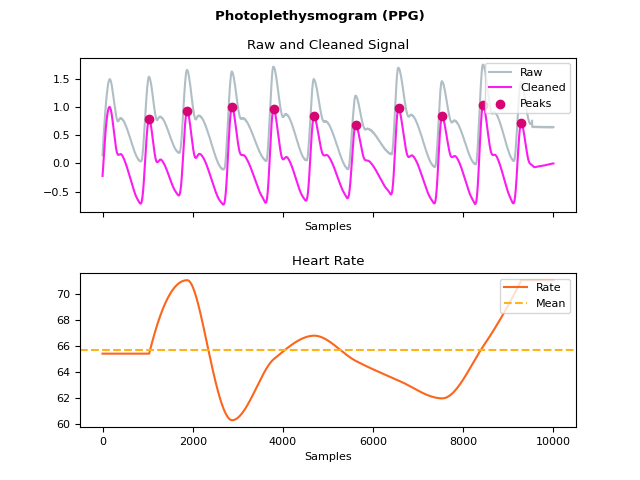 Photoplethysmogram (PPG)
Raw and Cleaned Signal
1.5
1.0
0.5
0.0
−0.5
Raw
Cleaned
Peaks
Samples
Heart Rate
70
68
66
64
62
60
Rate
Mean
0 2000 4000 6000 8000 10000
Samples